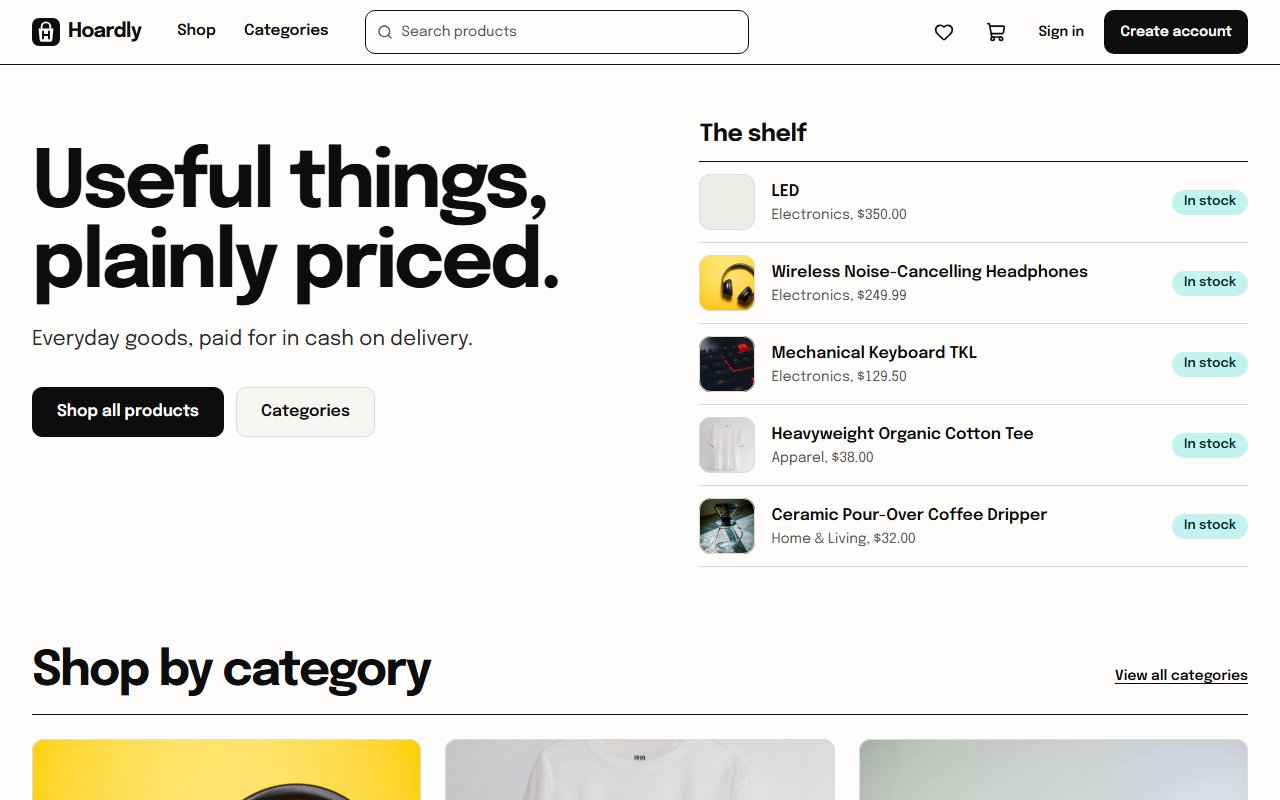 Hoardly
Shop
Categories
Search products
Sign in
Create account
Useful things,
plainly priced.
Everyday goods, paid for in cash on delivery.
Shop all products
Categories
The shelf
LED
Electronics, $350.00
In stock
Wireless Noise-Cancelling Headphones
Electronics, $249.99
In stock
Mechanical Keyboard TKL
Electronics, $129.50
In stock
Heavyweight Organic Cotton Tee
Apparel, $38.00
In stock
Ceramic Pour-Over Coffee Dripper
Home & Living, $32.00
In stock
Shop by category
View all categories